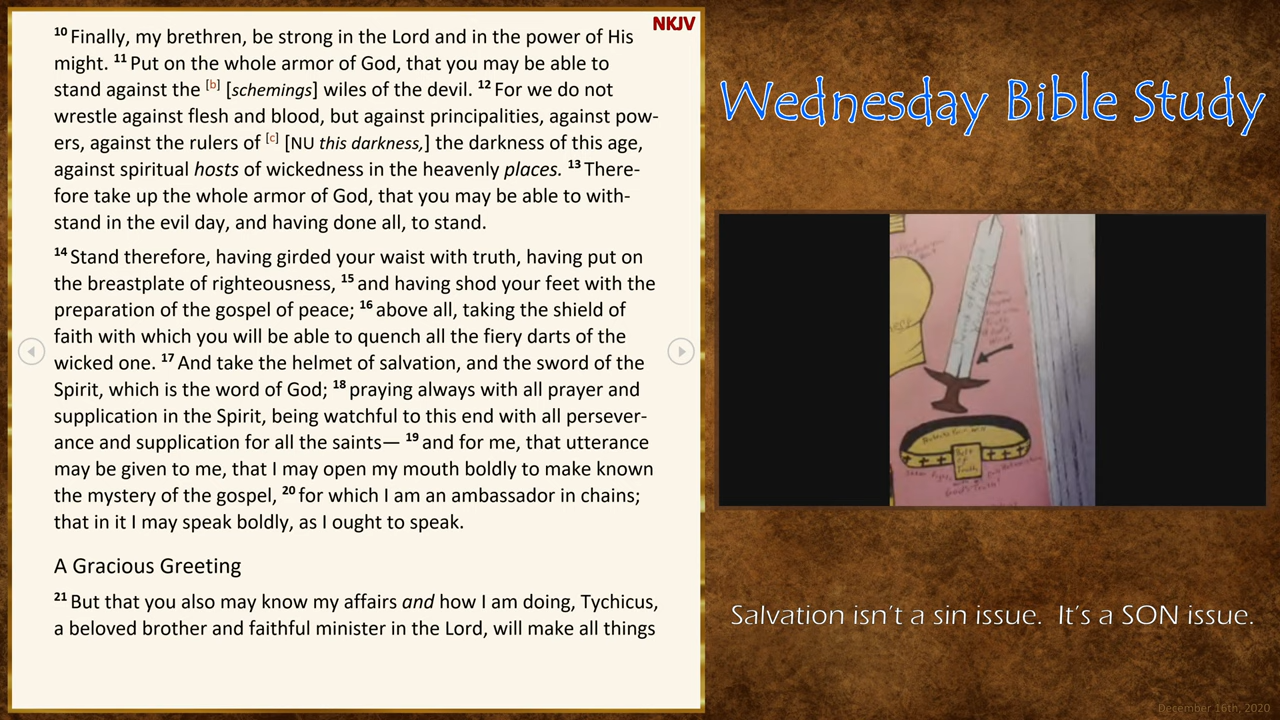 NKJV
10 Finally, my brethren, be strong in the Lord and in the power of His
might. 11 Put on the whole armor of God, that you may be able to
stand against the [b] [schemings] wiles of the devil. 12 For we do not
wrestle against flesh and blood, but against principalities, against pow-
ers, against the rulers of [c] [NU this darkness,] the darkness of this age,
against spiritual hosts of wickedness in the heavenly places. 13 There-
fore take up the whole armor of God, that you may be able to with-
stand in the evil day, and having done all, to stand.
14 Stand therefore, having girded your waist with truth, having put on
the breastplate of righteousness, 15 and having shod your feet with the
preparation of the gospel of peace; 16 above all, taking the shield of
faith with which you will be able to quench all the fiery darts of the
wicked one. 17 And take the helmet of salvation, and the sword of the
Spirit, which is the word of God; 18 praying always with all prayer and
supplication in the Spirit, being watchful to this end with all persever-
ance and supplication for all the saints— 19 and for me, that utterance
may be given to me, that I may open my mouth boldly to make known
the mystery of the gospel, 20 for which I am an ambassador in chains;
that in it I may speak boldly, as I ought to speak.
A Gracious Greeting
21 But that you also may know my affairs and how I am doing, Tychicus,
a beloved brother and faithful minister in the Lord, will make all things
Wednesday Bible Study
Belt
of
Truth
God's Truth!
Salvation isn't a sin issue. It's a SON issue.
December 16th, 2020